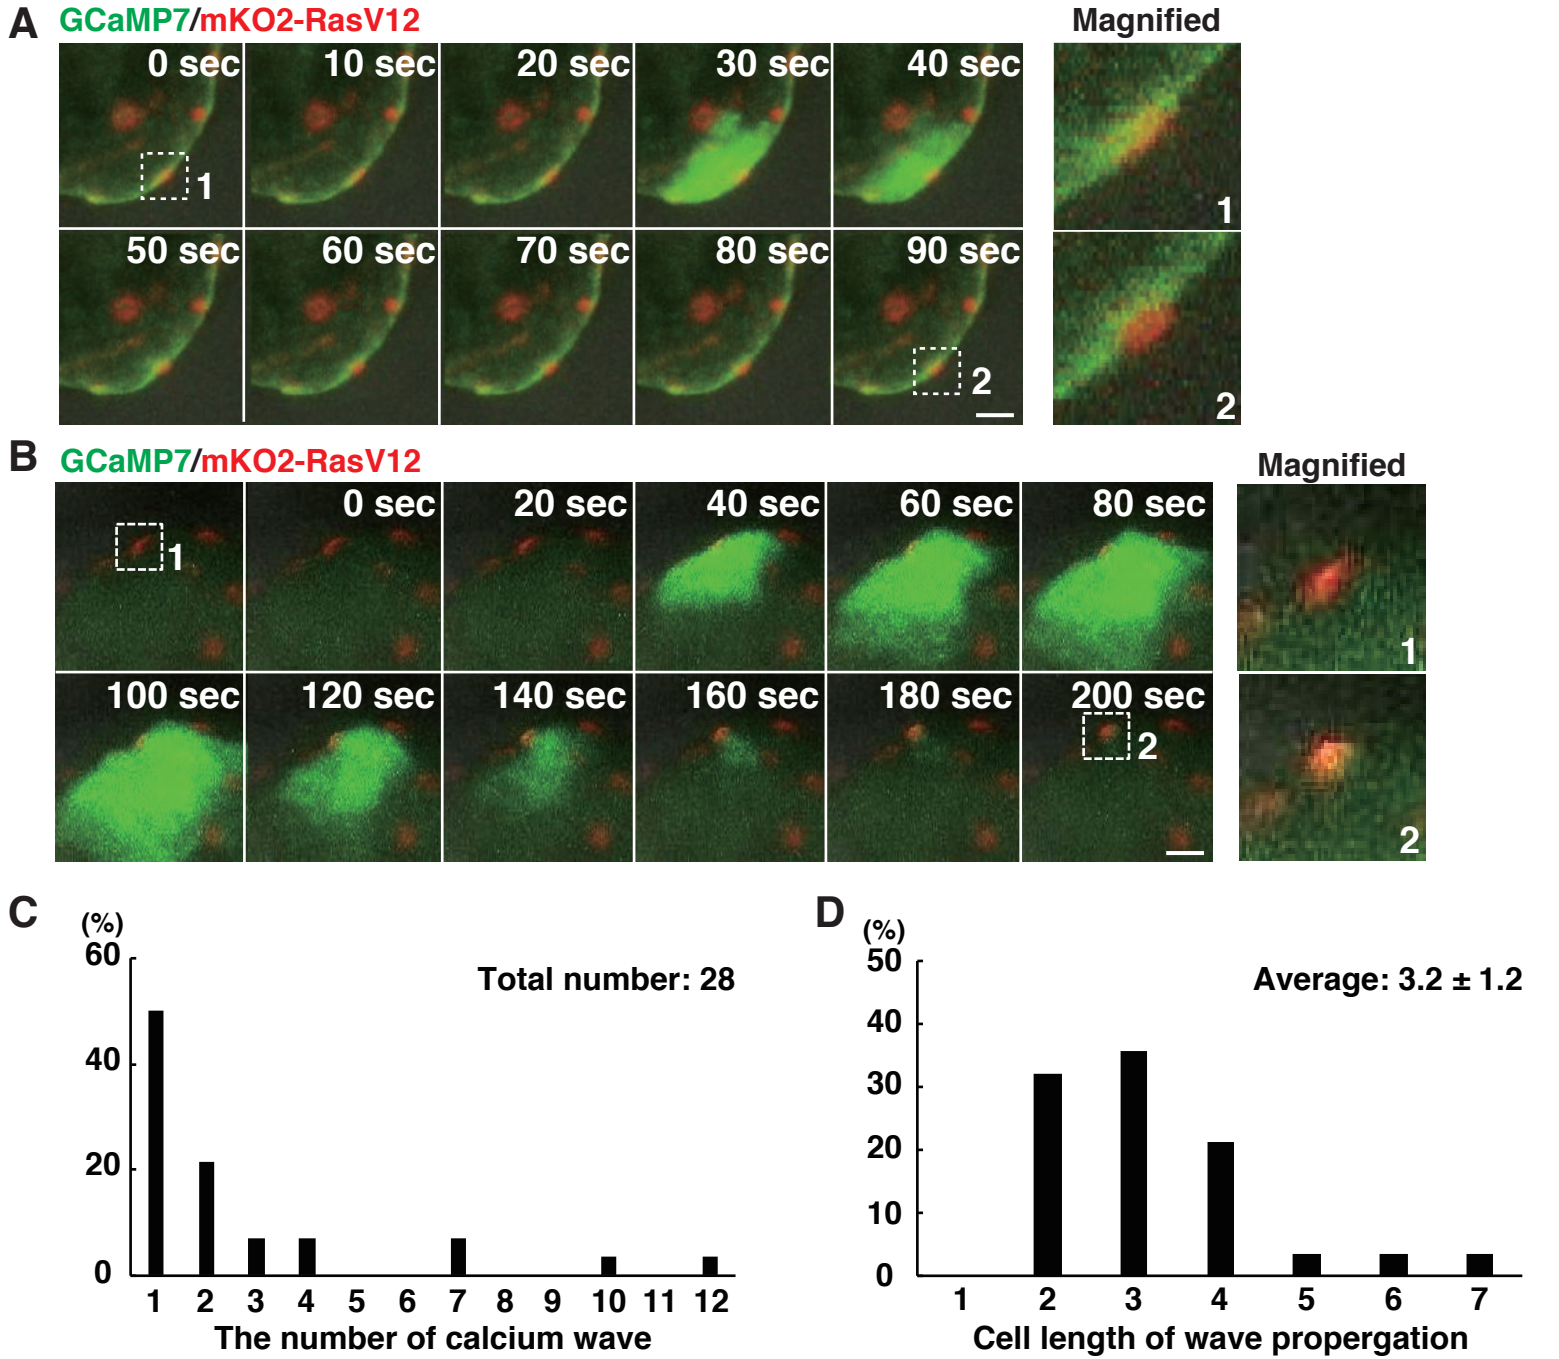 A
GCaMP7/mKO2-RasV12
Magnified
0 sec
10 sec
20 sec
30 sec
40 sec
1
1
50 sec
60 sec
70 sec
80 sec
90 sec
2
2
B
GCaMP7/mKO2-RasV12
Magnified
0 sec
20 sec
40 sec
60 sec
80 sec
1
1
100 sec
120 sec
140 sec
160 sec
180 sec
200 sec
2
2
C
(%)
60
40
20
0
Total number: 28
1 2 3 4 5 6 7 8 9 10 11 12
The number of calcium wave
D
(%)
50
40
30
20
10
0
Average: 3.2 ± 1.2
1 2 3 4 5 6 7
Cell length of wave propergation